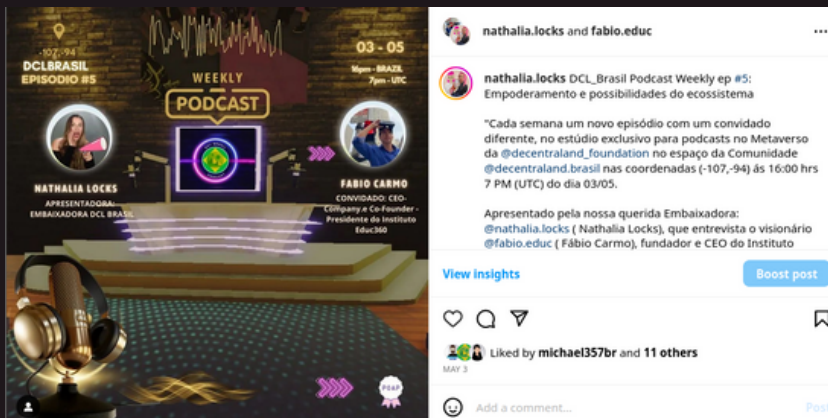 -107,-94
DCLBRASIL
EPISODIO #5
WEEKLY
PODCAST
03 - 05
16pm - BRAZIL
7pm - UTC
NATHALIA LOCKS
APRESENTADORA:
EMBAIXADORA DCL BRASIL
FABIO CARMO
CONVIDADO: CEO-
Company.e Co-Founder -
Presidente do Instituto
Educ360
POAP
nathalia.locks and fabio.educ
nathalia.locks DCL_Brasil Podcast Weekly ep #5:
Empoderamento e possibilidades do ecossistema
"Cada semana um novo episódio com um convidado
diferente, no estúdio exclusivo para podcasts no Metaverso
da @decentraland_foundation no espaço da Comunidade
@decentraland.brasil nas coordenadas (-107,-94) ás 16:00 hrs
7 PM (UTC) do dia 03/05.
Apresentado pela nossa querida Embaixadora:
@nathalia.locks ( Nathalia Locks), que entrevista o visionário
@fabio.educ ( Fábio Carmo), fundador e CEO do Instituto
View insights
Boost post
Liked by michael357br and 11 others
MAY 3
Add a comment...
Post